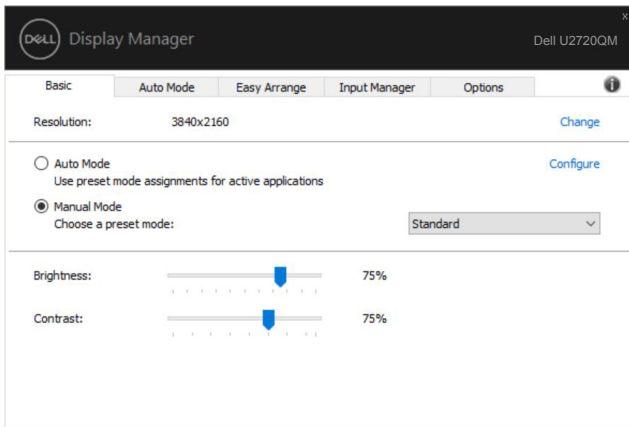 x
DELL Display Manager
Dell U2720QM
Basic Auto Mode Easy Arrange Input Manager Options
Resolution: 3840x2160 Change
Auto Mode Configure
Use preset mode assignments for active applications
Manual Mode
Choose a preset mode: Standard
Brightness: 75%
Contrast: 75%